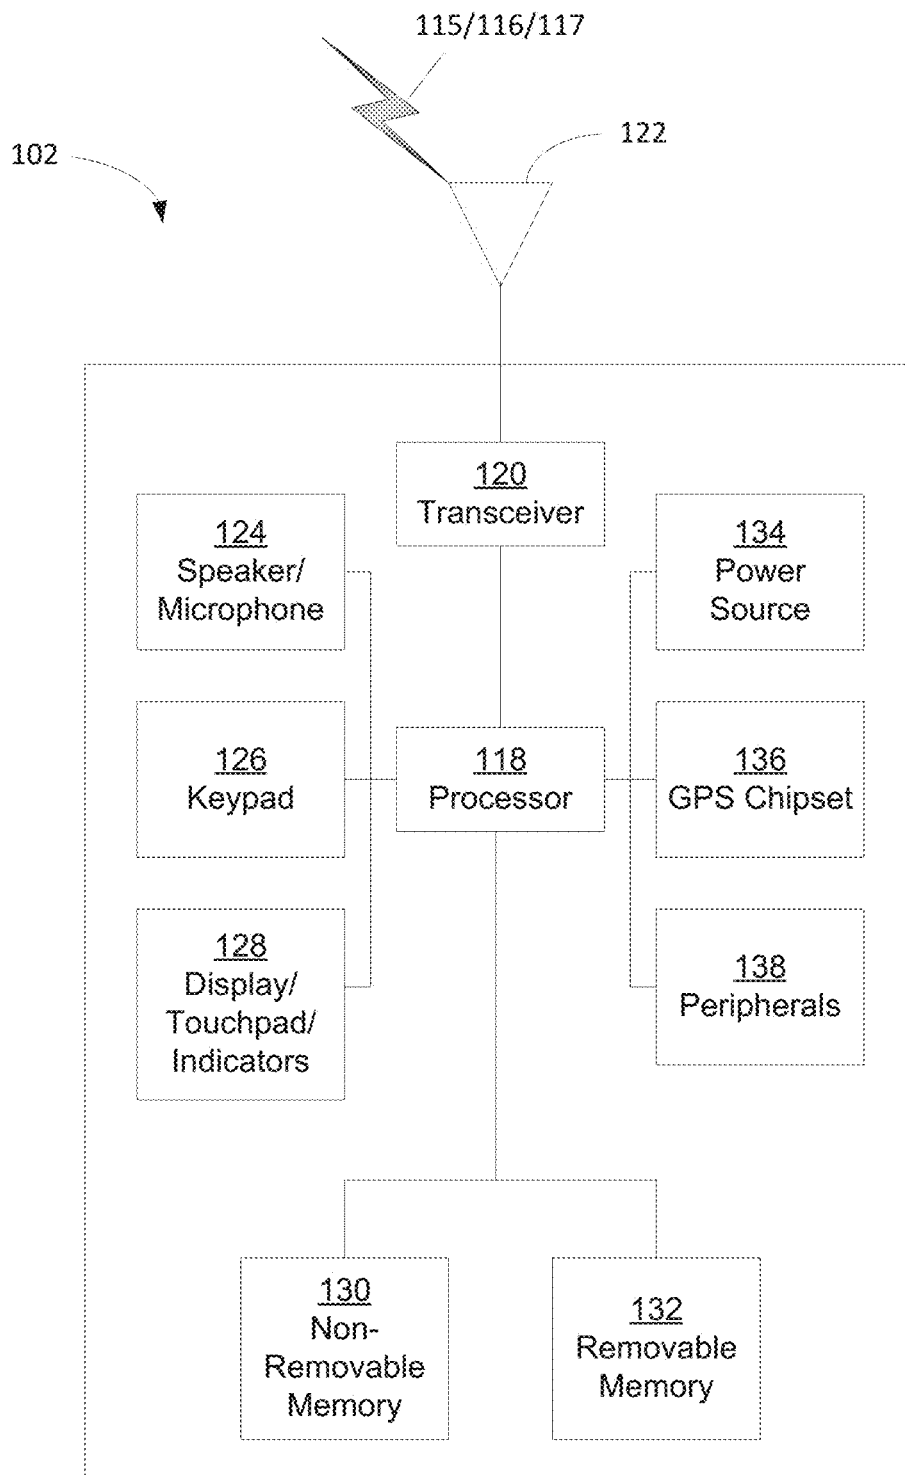 115/116/117
122
102
120
Transceiver
124
Speaker/
Microphone
134
Power
Source
126
Keypad
118
Processor
136
GPS Chipset
128
Display/
Touchpad/
Indicators
138
Peripherals
130
Non-
Removable
Memory
132
Removable
Memory